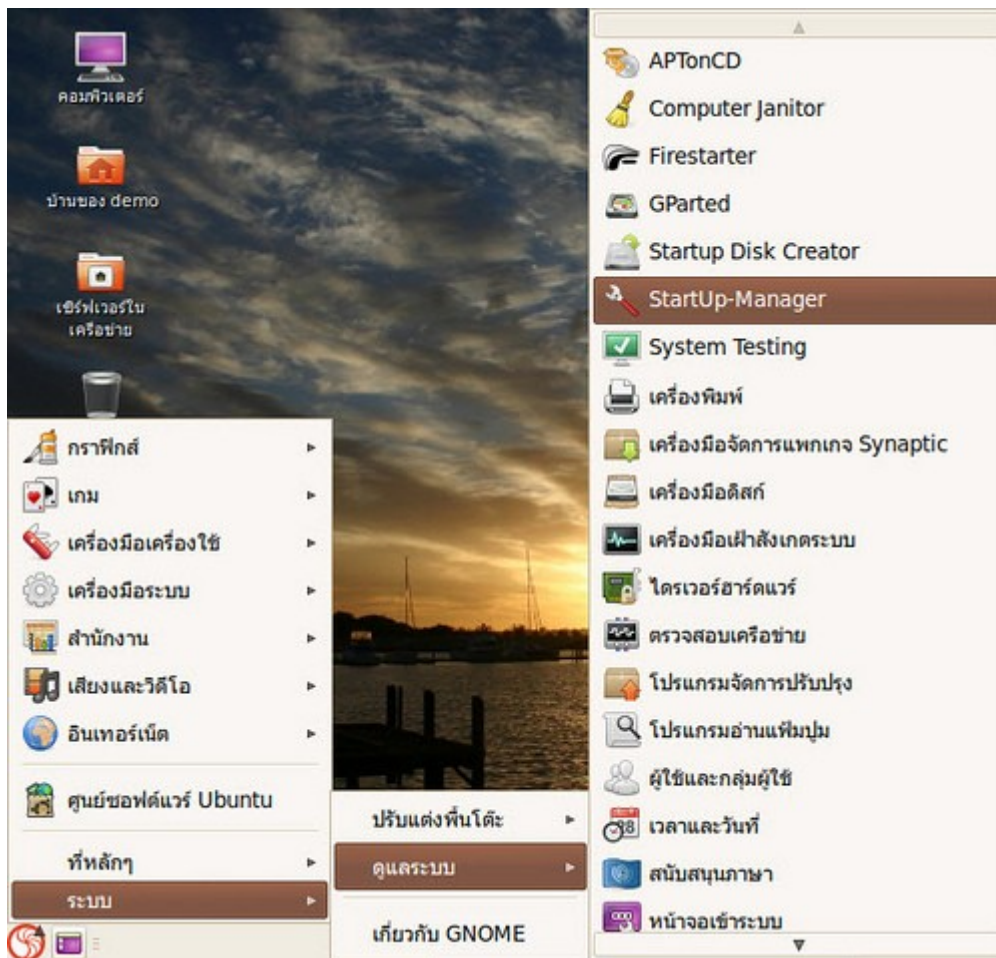 คอมพิวเตอร์
บ้านของ demo
เซิร์ฟเวอร์ใน
เครือข่าย
กราฟิกส์
เกม
เครื่องมือเครื่องใช้
เครื่องมือระบบ
สำนักงาน
เสียงและวิดีโอ
อินเทอร์เน็ต
ศูนย์ซอฟต์แวร์ Ubuntu
ที่หลักๆ
ระบบ
ปรับแต่งพื้นโต๊ะ
ดูแลระบบ
เกี่ยวกับ GNOME
APTonCD
Computer Janitor
Firestarter
GParted
Startup Disk Creator
StartUp-Manager
System Testing
เครื่องพิมพ์
เครื่องมือจัดการแพกเกจ Synaptic
เครื่องมือดิสก์
เครื่องมือเฝ้าสังเกตระบบ
ไดรเวอร์ฮาร์ดแวร์
ตรวจสอบเครือข่าย
โปรแกรมจัดการปรับปรุง
โปรแกรมอ่านแฟ้มปูม
ผู้ใช้และกลุ่มผู้ใช้
เวลาและวันที่
สนับสนุนภาษา
หน้าจอเข้าระบบ